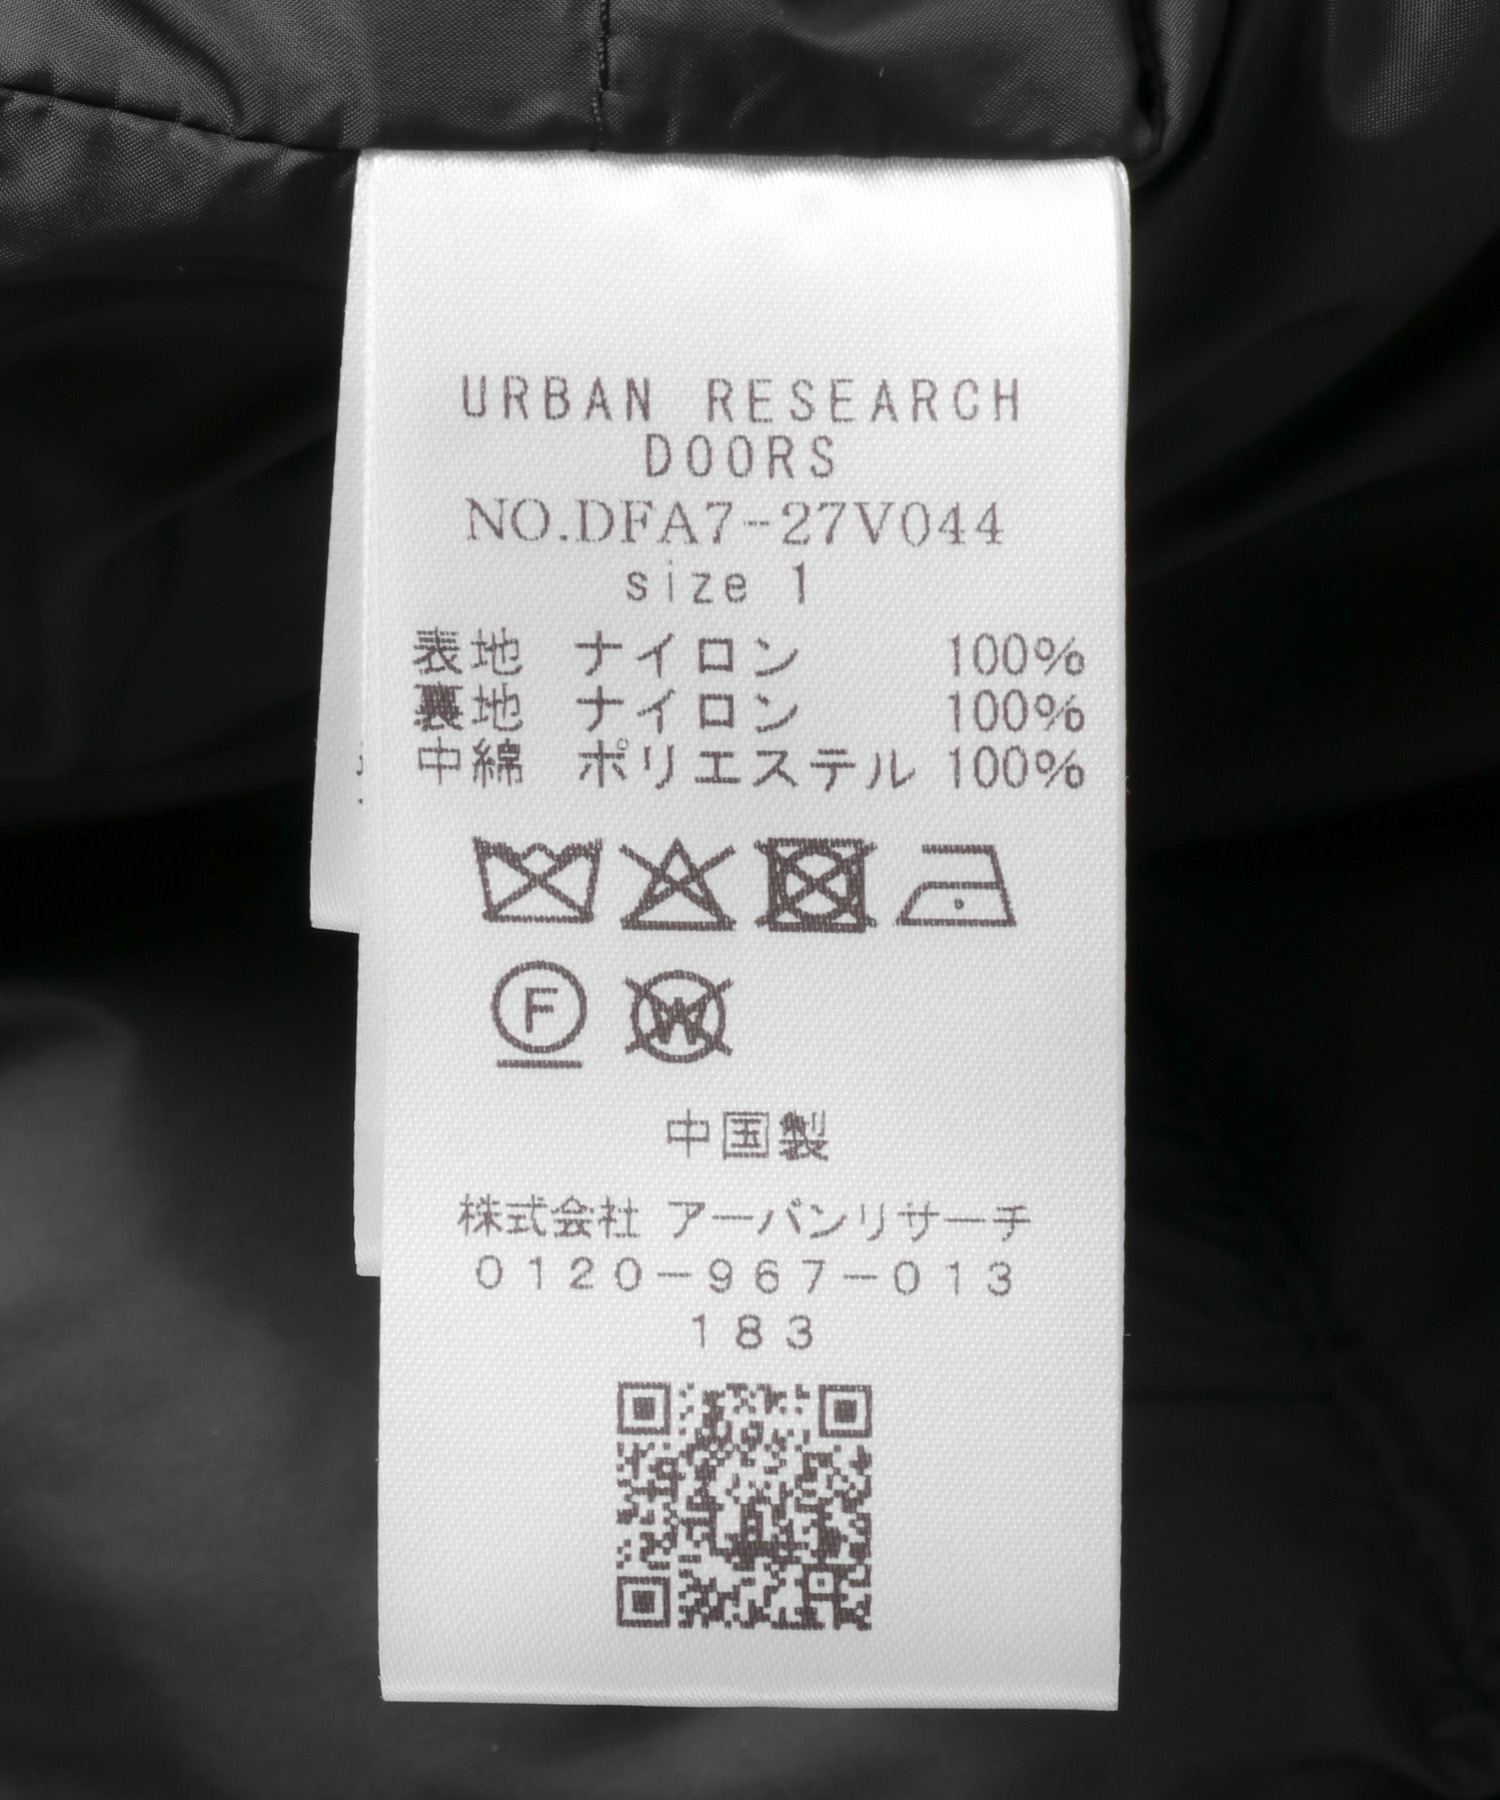 URBAN RESEARCH
DOORS
NO.DFA7-27V044
size 1
表地 ナイロン 100%
裏地 ナイロン 100%
中綿 ポリエステル 100%
F
W
中国製
株式会社 アーバンリサーチ
0120-967-013
183